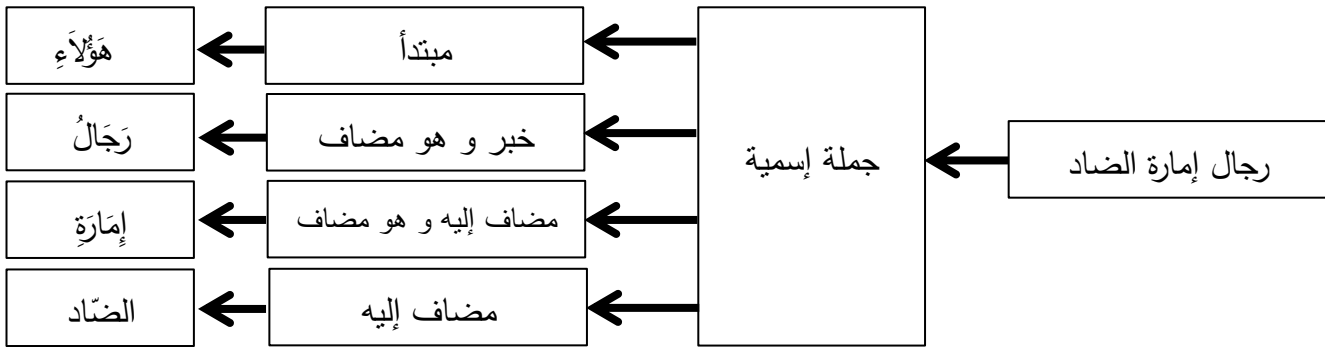 رجال إمارة الضاد
جملة إسمية
مبتدأ
هَؤُلاَءِ
خبر و هو مضاف
رَجَالُ
مضاف إليه و هو مضاف
إِمَارَةِ
مضاف إليه
الضّاد